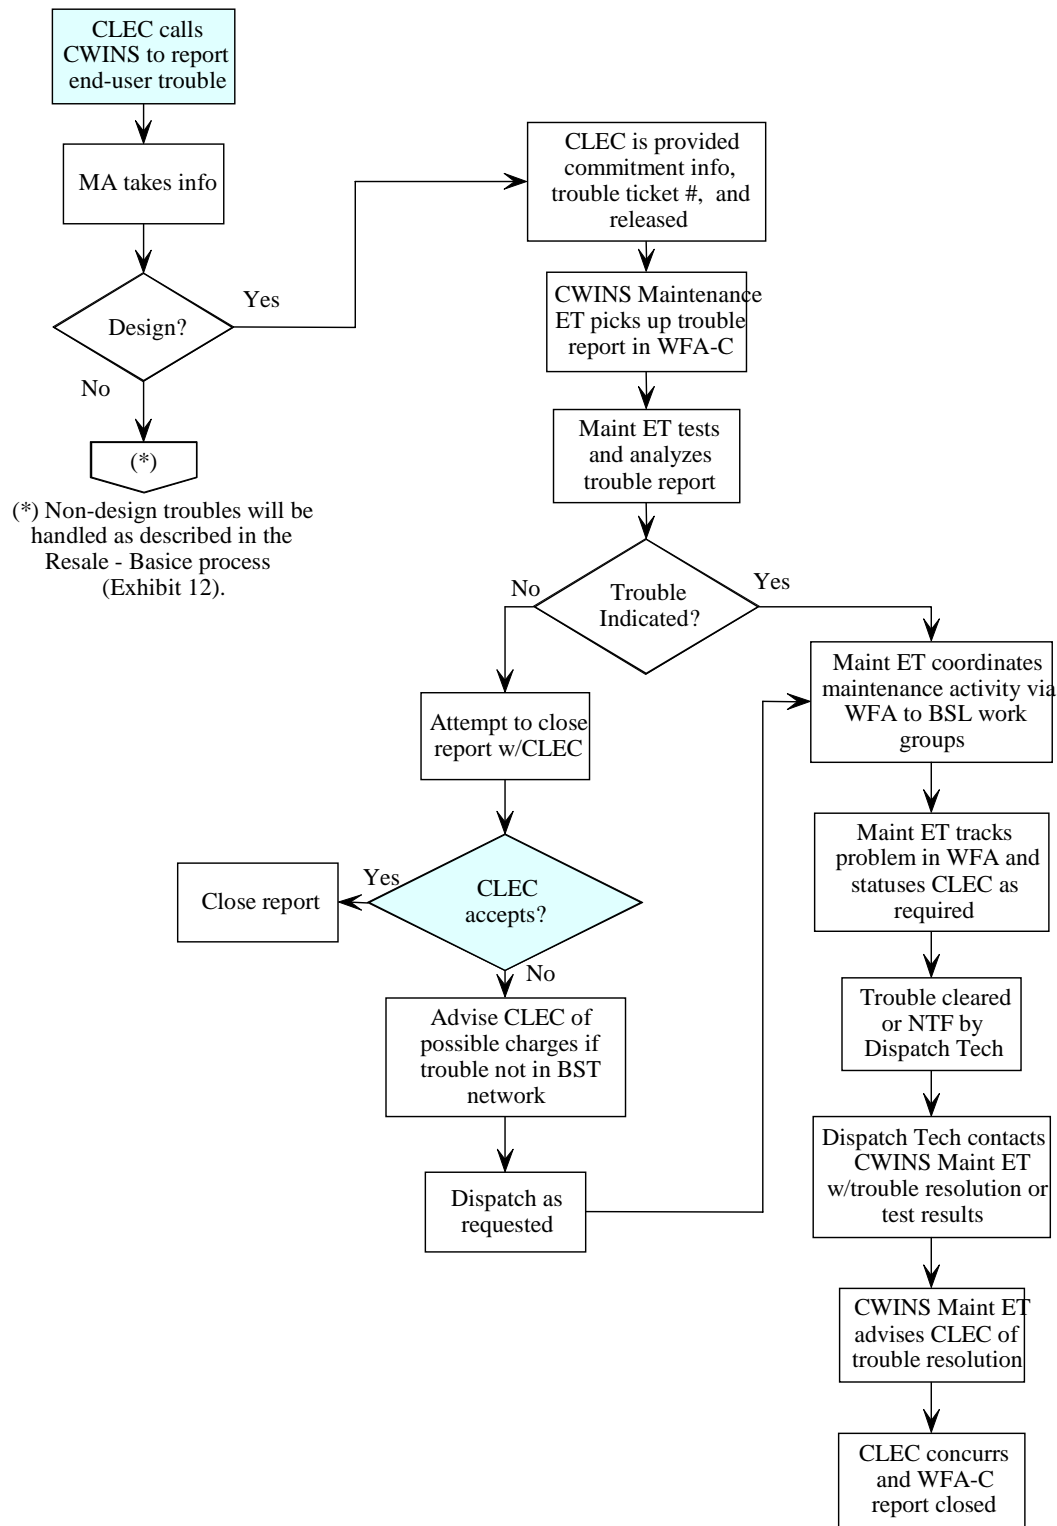 CLEC calls
CWINS to report
end-user trouble
MA takes info
Design?
Yes
No
(*)
(*) Non-design troubles will be
handled as described in the
Resale - Basice process
(Exhibit 12).
CLEC is provided
commitment info,
trouble ticket #, and
released
CWINS Maintenance
ET picks up trouble
report in WFA-C
Maint ET tests
and analyzes
trouble report
Trouble
Indicated?
No
Yes
Attempt to close
report w/CLEC
CLEC
accepts?
Yes
Close report
No
Advise CLEC of
possible charges if
trouble not in BST
network
Dispatch as
requested
Maint ET coordinates
maintenance activity via
WFA to BSL work
groups
Maint ET tracks
problem in WFA and
statuses CLEC as
required
Trouble cleared
or NTF by
Dispatch Tech
Dispatch Tech contacts
CWINS Maint ET
w/trouble resolution or
test results
CWINS Maint ET
advises CLEC of
trouble resolution
CLEC concurrs
and WFA-C
report closed